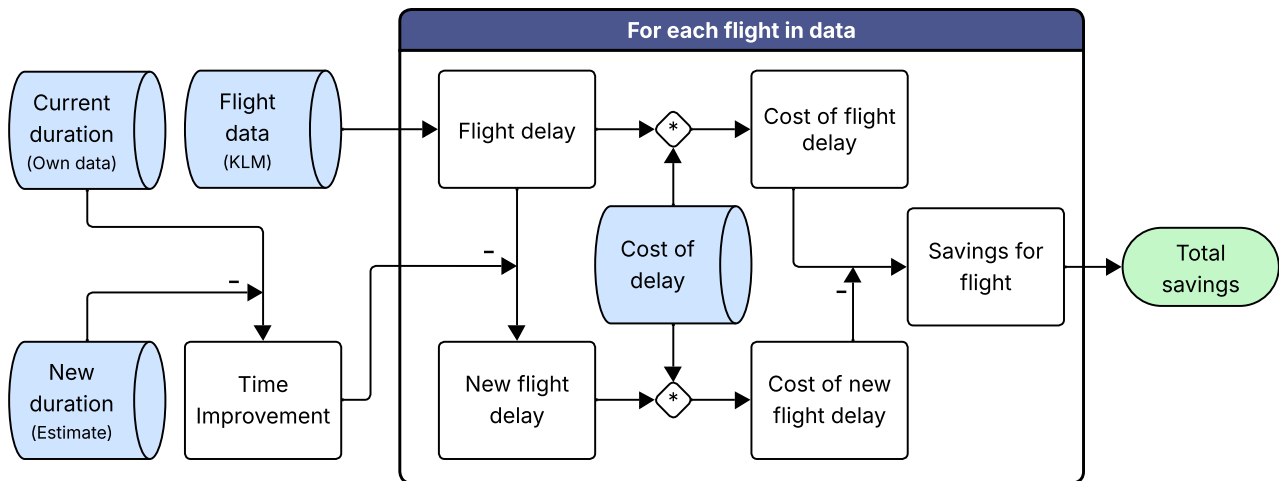 For each flight in data
Current
duration
(Own data)
Flight
data
(KLM)
Flight delay
*
Cost of flight
delay
–
Cost of
delay
Savings for
flight
Total
savings
–
–
New
duration
(Estimate)
Time
Improvement
New flight
delay
*
Cost of new
flight delay